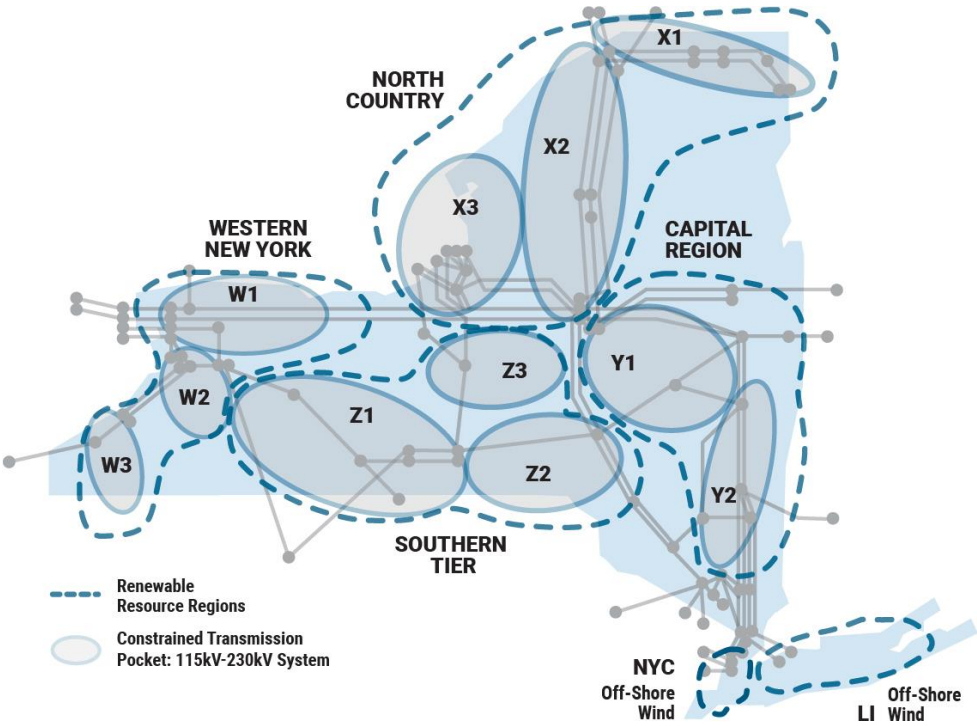 X1
NORTH
COUNTRY
X2
X3
WESTERN
NEW YORK
CAPITAL
REGION
W1
Y1
Z3
W2
Z1
W3
Z2
Y2
SOUTHERN
TIER
Renewable
Resource Regions
Constrained Transmission
Pocket: 115kV-230kV System
NYC
Off-Shore
Wind
LI
Off-Shore
Wind